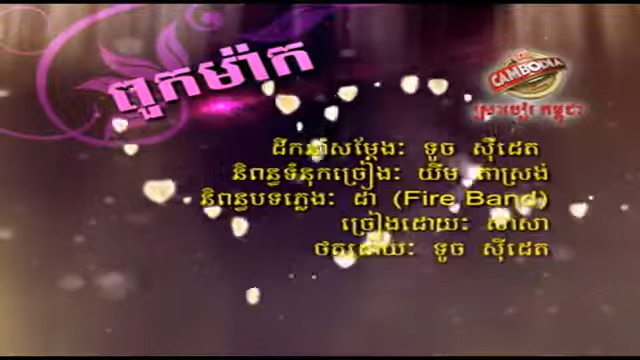 ពូកម៉ាក
CAMBODIA
ស្រាបៀរ កម្ពុជា
ដឹកនាំសម្ដែងៈ ទូច ស៊ីដេត
និពន្ធទំនុកច្រៀងៈ ឃឹម តាស្រង់
និពន្ធបទភ្លេងៈ ដា (Fire Band)
ច្រៀងដោយៈ សាសា
ថតដោយៈ ទូច ស៊ីដេត